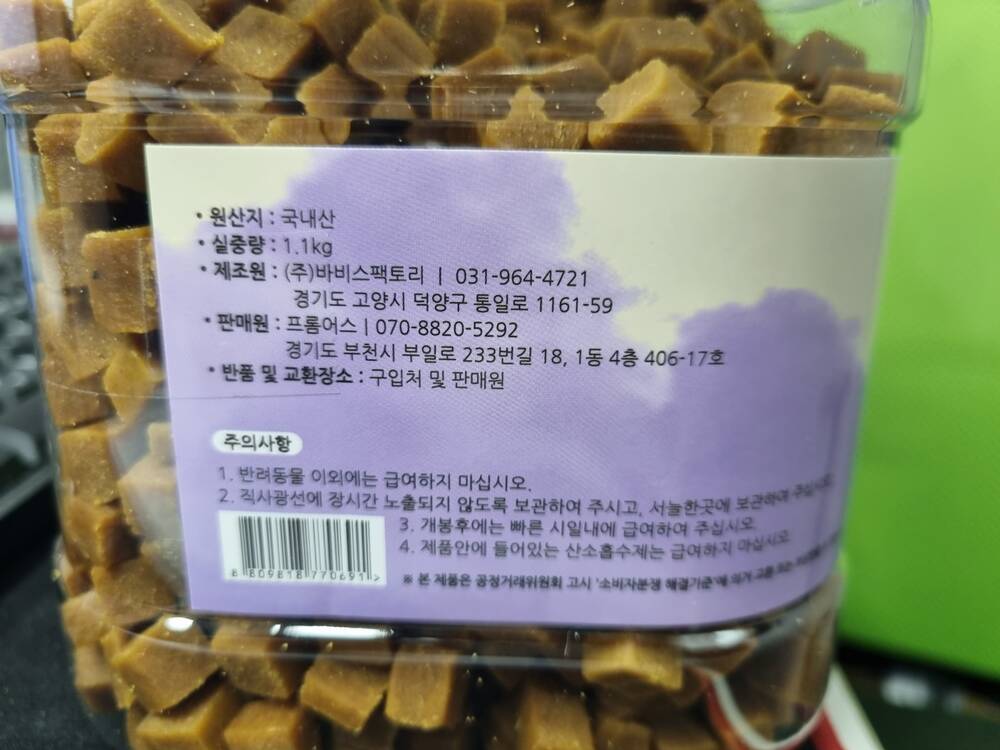 • 원산지 : 국내산
• 실중량 : 1.1kg
• 제조원 : (주)바비스팩토리 | 031-964-4721
경기도 고양시 덕양구 통일로 1161-59
• 판매원 : 프롬어스 | 070-8820-5292
경기도 부천시 부일로 233번길 18, 1동 4층 406-17호
• 반품 및 교환장소 : 구입처 및 판매원
주의사항
1. 반려동물 이외에는 급여하지 마십시오.
2. 직사광선에 장시간 노출되지 않도록 보관하여 주시고, 서늘한곳에 보관하여 주십시오.
3. 개봉후에는 빠른 시일내에 급여하여 주십시오.
4. 제품안에 들어있는 산소흡수제는 급여하지 마십시오.
8 809818 770691 >
※ 본 제품은 공정거래위원회 고시 '소비자분쟁 해결기준'에 의거 교환 또는